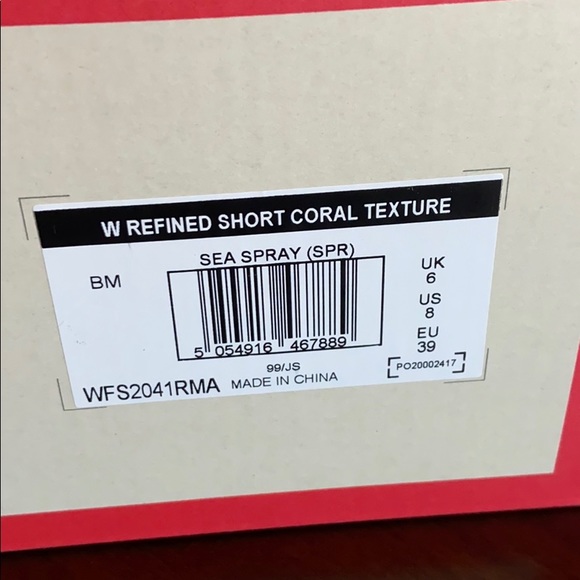 W REFINED SHORT CORAL TEXTURE
SEA SPRAY (SPR)
BM
5 054916 467889
UK
6
US
8
EU
39
99/JS
WFS2041RMA MADE IN CHINA
PO20002417